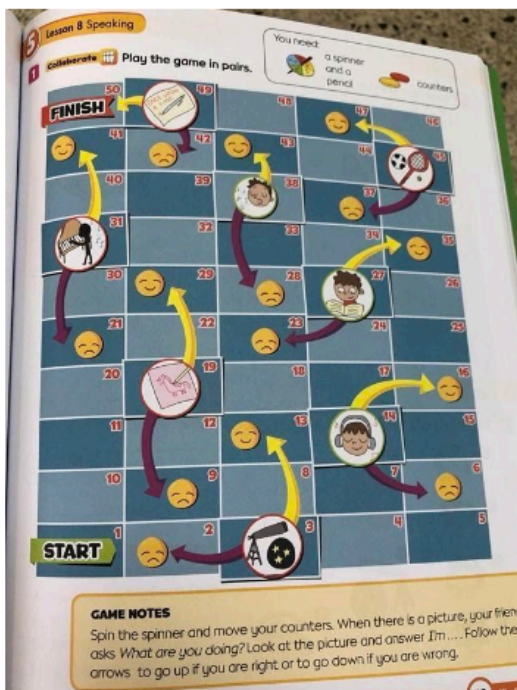 5 Lesson 8 Speaking
1 Collaborate Play the game in pairs.
You need:
a spinner
and a
pencil
counters
50 49 48 47 46
FINISH
41 42 43 44 45
40 39 38 37 36
31 32 33 34 35
30 29 28 27 26
21 22 23 24 25
20 19 18 17 16
11 12 13 14 15
10 9 8 7 6
1 2 3 4 5
START
GAME NOTES
Spin the spinner and move your counters. When there is a picture, your frien
asks What are you doing? Look at the picture and answer I'm .... Follow the
arrows to go up if you are right or to go down if you are wrong.